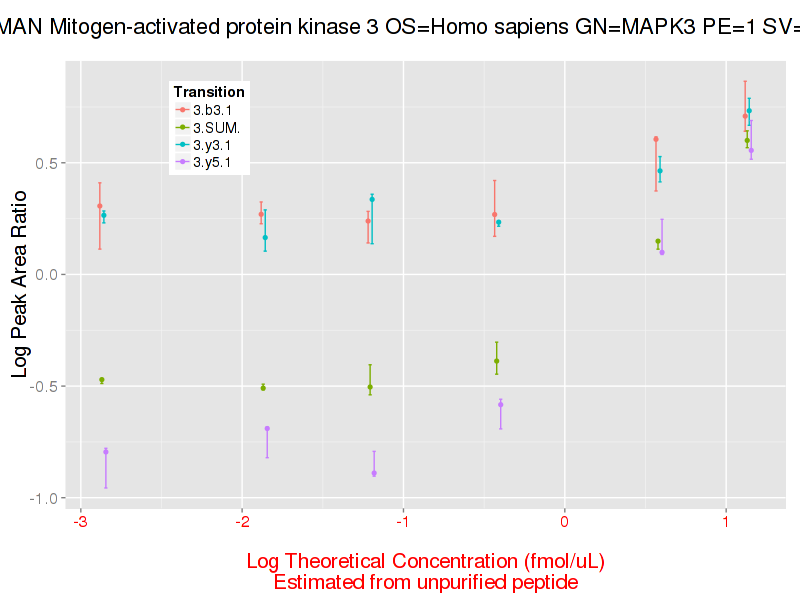 MAN Mitogen-activated protein kinase 3 OS=Homo sapiens GN=MAPK3 PE=1 SV=
Transition
3.b3.1
3.SUM.
3.y3.1
3.y5.1
Log Peak Area Ratio
0.5
0.0
-0.5
-1.0
-3 -2 -1 0 1
Log Theoretical Concentration (fmol/uL)
Estimated from unpurified peptide